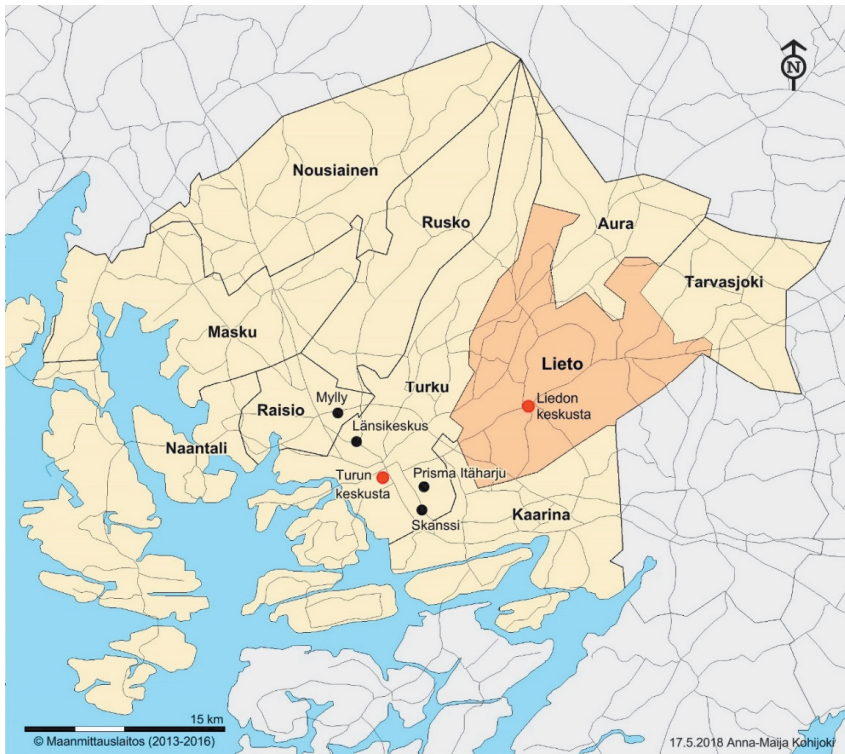 N
Nousiainen
Rusko
Aura
Tarvasjoki
Masku
Lieto
Turku
Mylly
Raisio
Liedon
keskusta
Länsikeskus
Naantali
Turun
keskusta
Prisma Itäharju
Skanssi
Kaarina
15 km
© Maanmittauslaitos (2013-2016)
17.5.2018 Anna-Maija Kohijoki